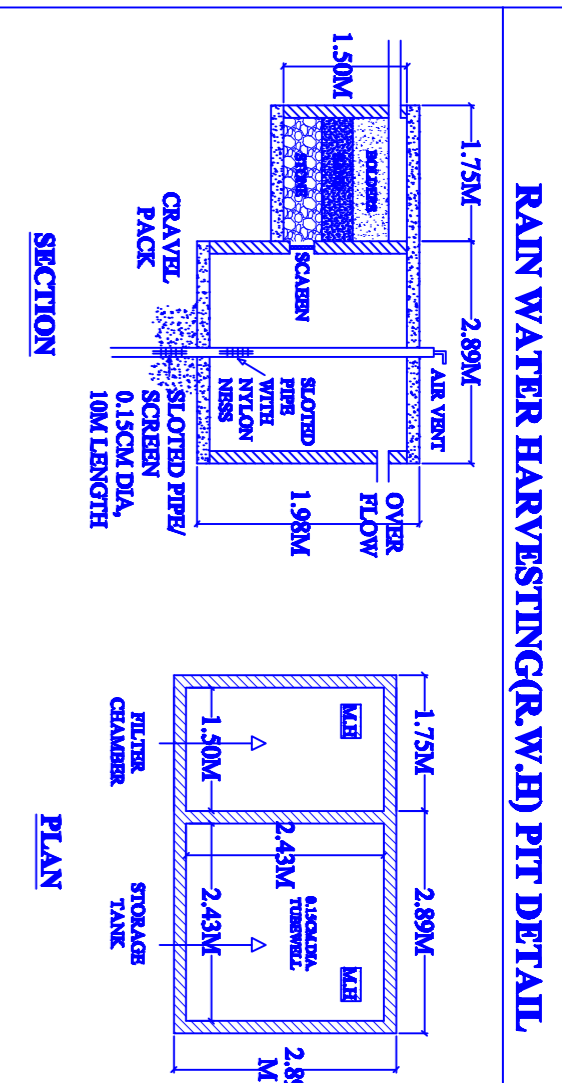 RAIN WATER HARVESTING(R.W.H) PIT DETAIL
1.75M
2.89M
1.50M
BOLDERS
STONE
SCAEEN
AIR VENT
OVER
FLOW
1.98M
SLOTED
PIPE
WITH
NYLON
NESS
CRAVEL
PACK
SLOTED PIPE/
SCREEN
0.15CM DIA,
10M LENGTH
SECTION
1.75M
2.89M
M.H
M.H
1.50M
2.43M
0.15CM.DIA.
TUBEWELL
2.43M
M
FILTER
CHAMBER
STORAGE
TANK
PLAN